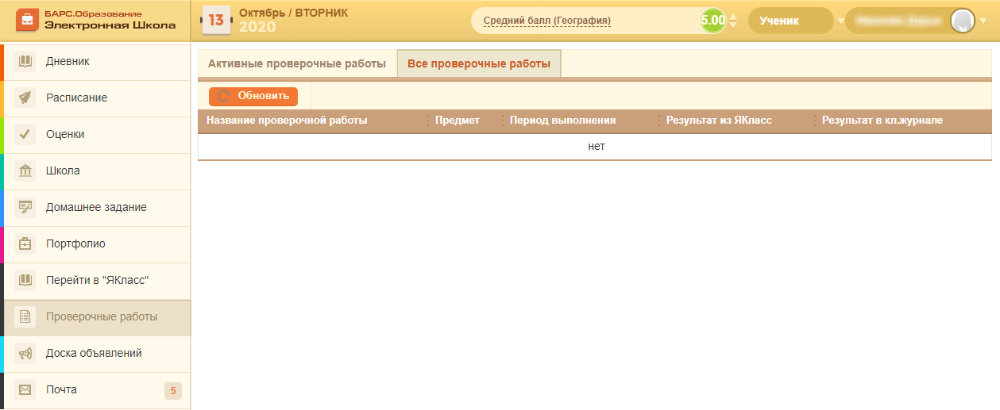 БАРС.Образование
Электронная Школа
13
Октябрь / ВТОРНИК
2020
Средний балл (География)
5.00
Ученик
Дневник
Расписание
Оценки
Школа
Домашнее задание
Портфолио
Перейти в "ЯКласс"
Проверочные работы
Доска объявлений
Почта 5
Активные проверочные работы Все проверочные работы
Обновить
Название проверочной работы Предмет Период выполнения Результат из ЯКласс Результат в кл.журнале
нет